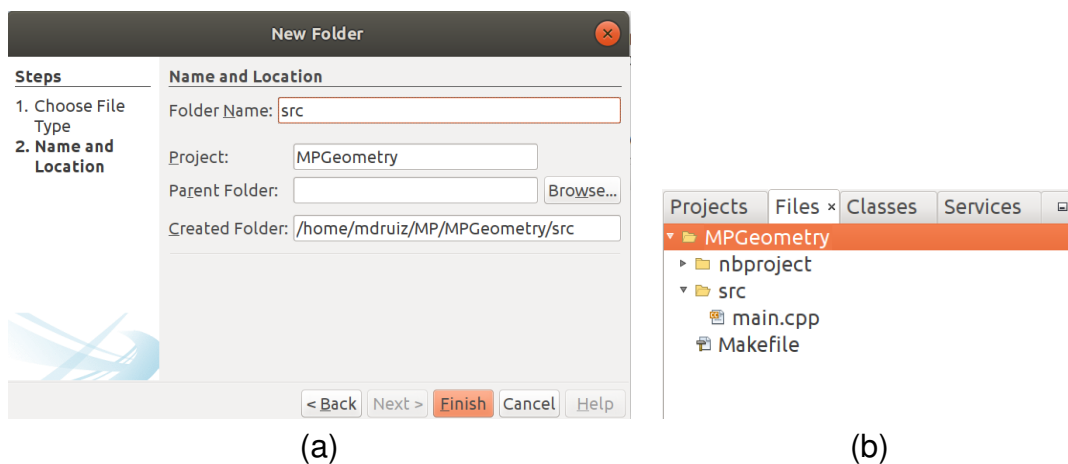 New Folder
Steps
1. Choose File
Type
2. Name and
Location
Name and Location
Folder Name: src
Project: MPGeometry
Parent Folder: Browse...
Created Folder: /home/mdruiz/MP/MPGeometry/src
< Back Next > Finish Cancel Help
(a)
Projects Files × Classes Services
MPGeometry
nbproject
src
main.cpp
Makefile
(b)